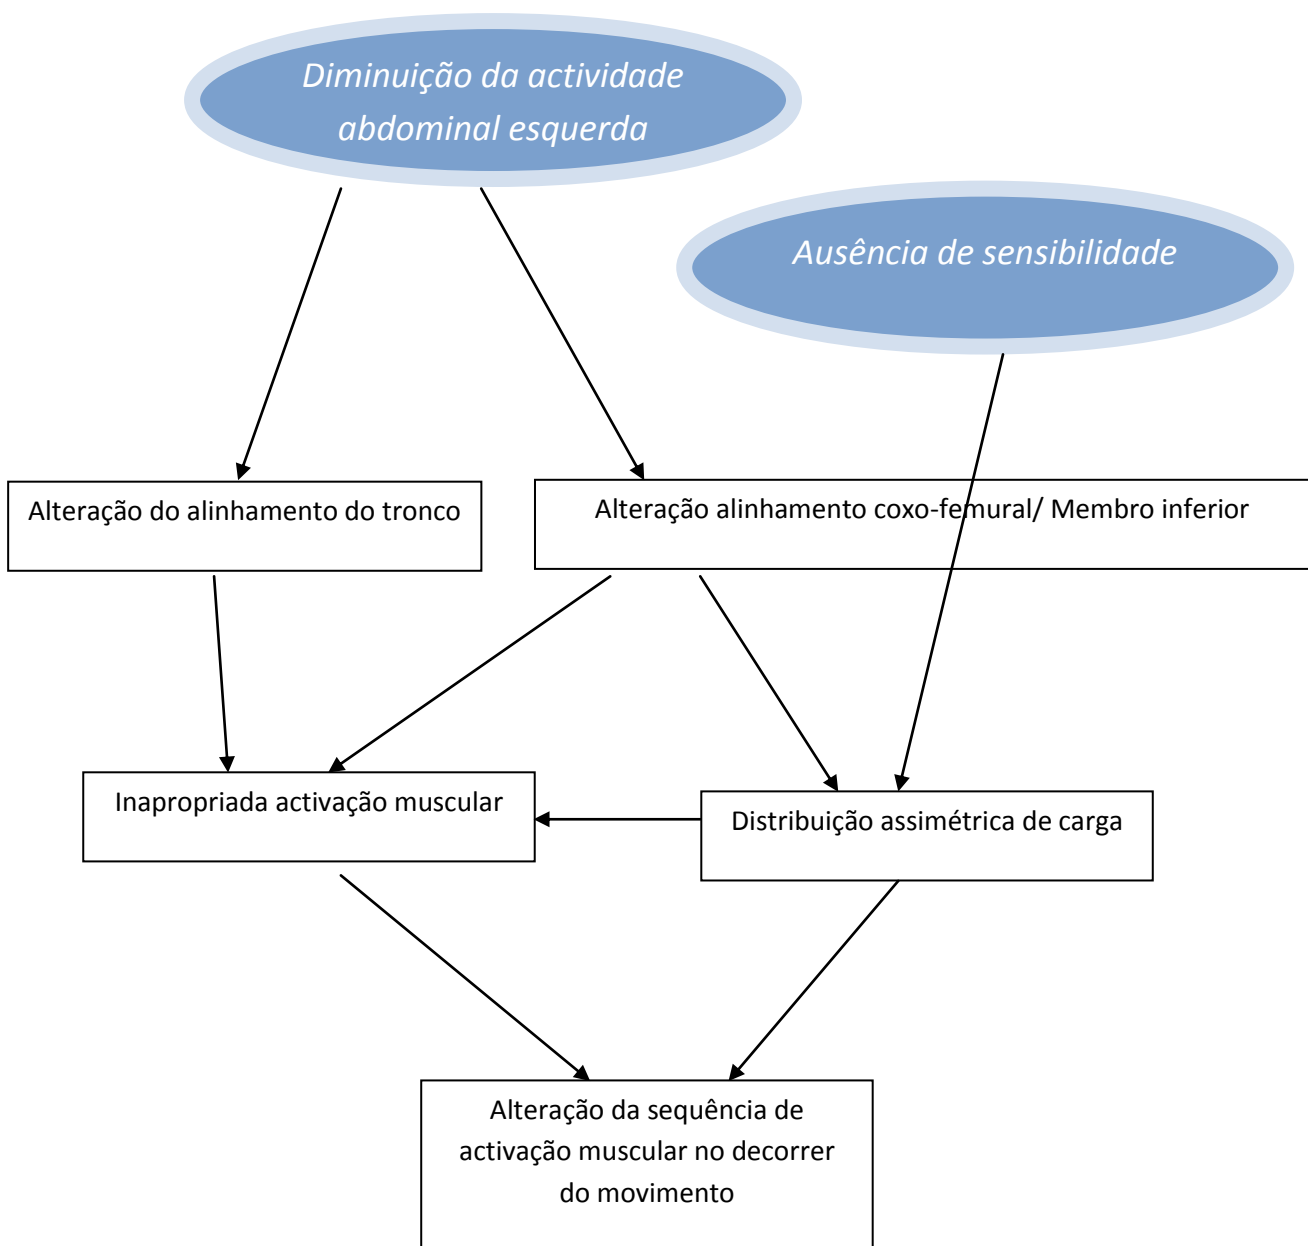 Diminuição da actividade
abdominal esquerda
Ausência de sensibilidade
Alteração do alinhamento do tronco
Alteração alinhamento coxo-femural/ Membro inferior
Inapropriada activação muscular
Distribuição assimétrica de carga
Alteração da sequência de
activação muscular no decorrer
do movimento